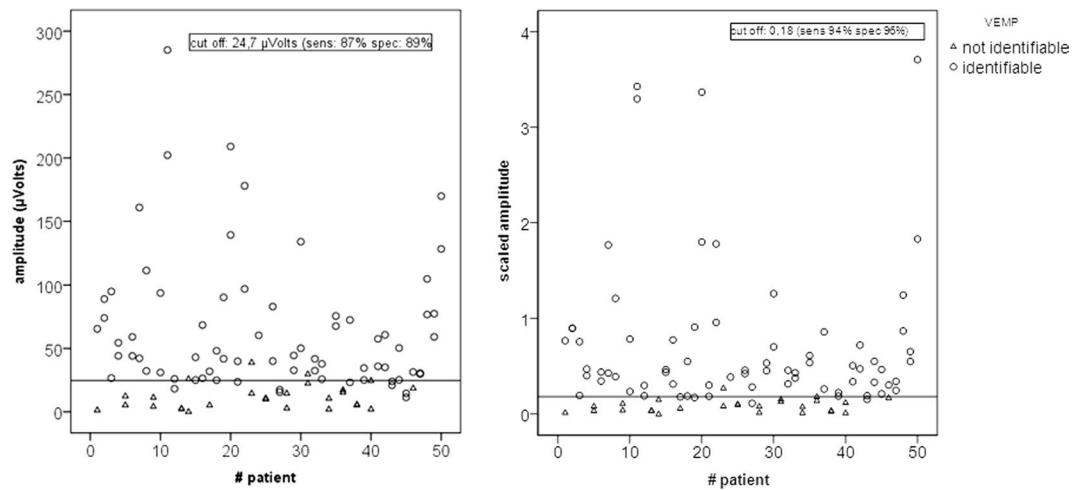 cut off: 24,7 µVolts (sens: 87% spec: 89%
amplitude (µVolts)
300
250
200
150
100
50
0
0 10 20 30 40 50
# patient
cut off: 0,18 (sens 94% spec 96%)
scaled amplitude
4
3
2
1
0
0 10 20 30 40 50
# patient
VEMP
not identifiable
identifiable